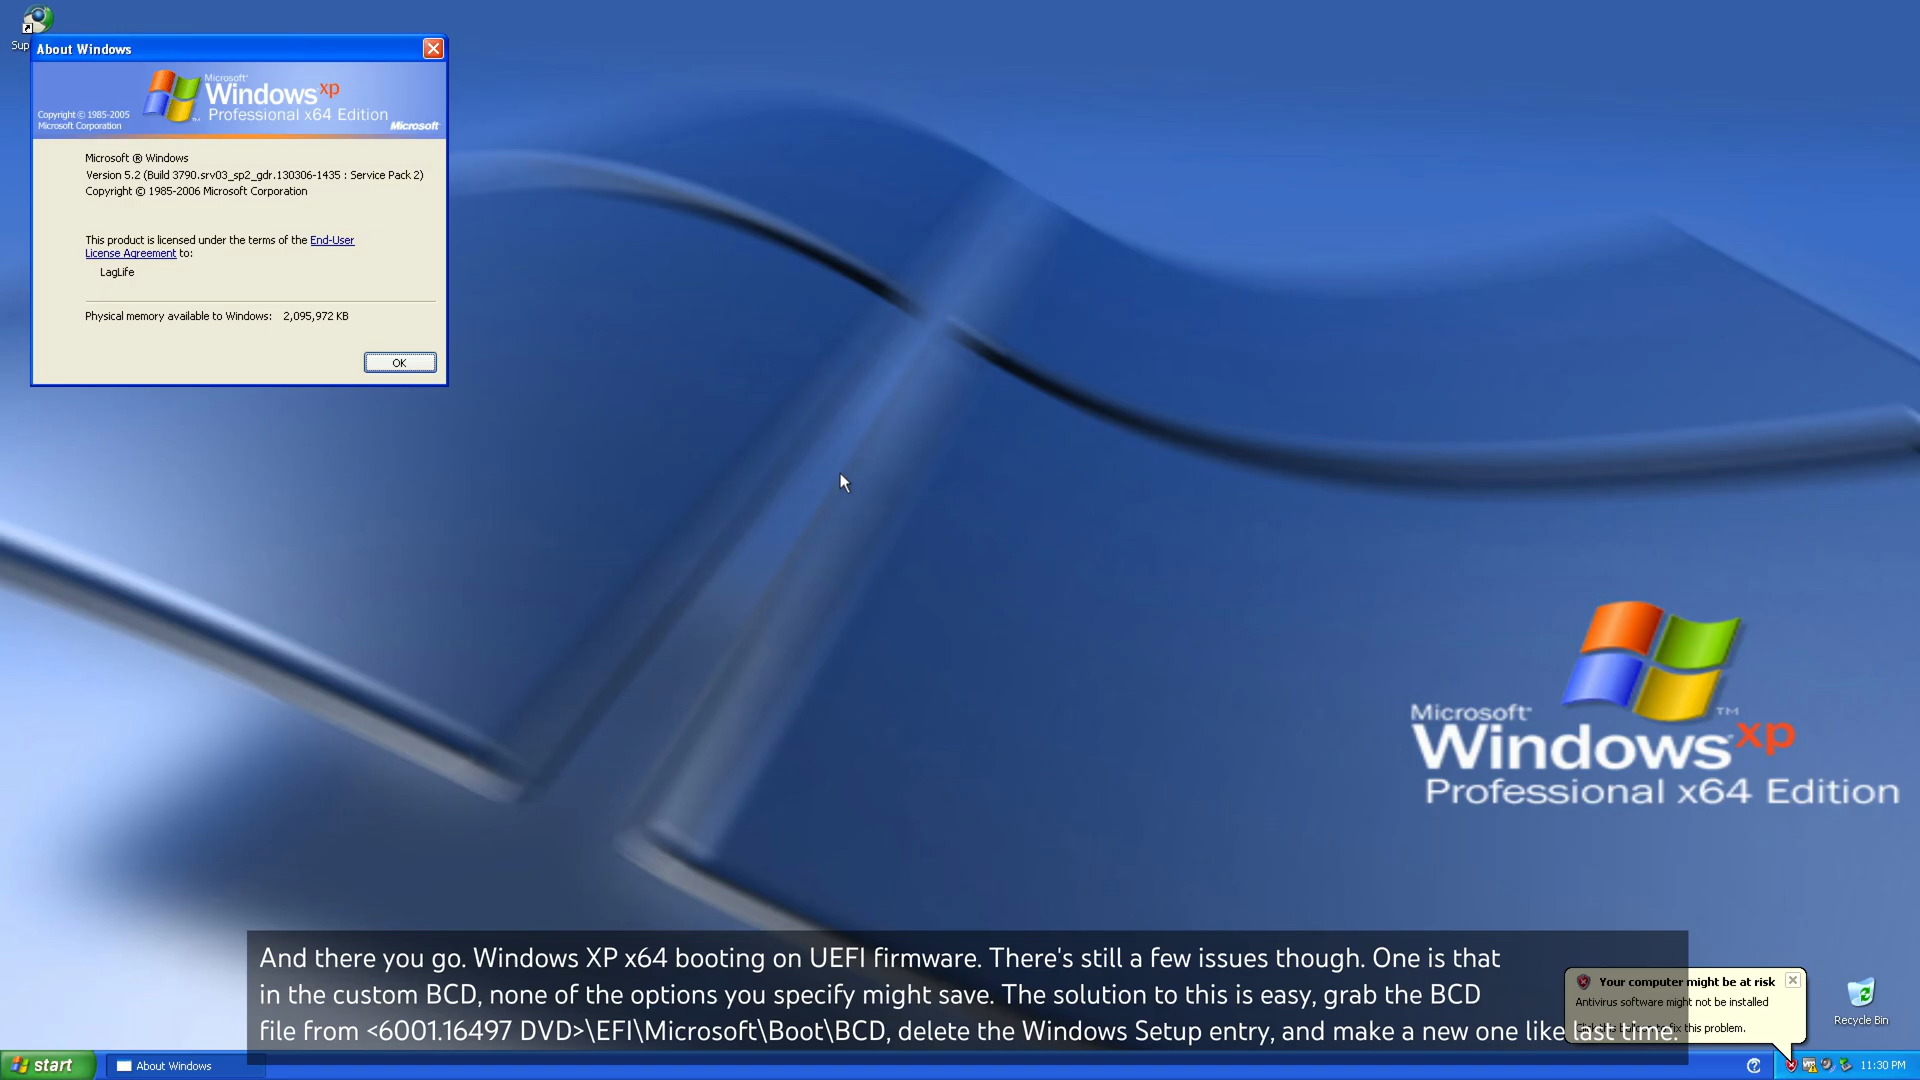 Sup
About Windows
Microsoft
Windows xp
Professional x64 Edition
Copyright © 1985-2005
Microsoft Corporation
Microsoft
Microsoft ® Windows
Version 5.2 (Build 3790.srv03_sp2_gdr.130306-1435 : Service Pack 2)
Copyright © 1985-2006 Microsoft Corporation
This product is licensed under the terms of the End-User
License Agreement to:
LagLife
Physical memory available to Windows: 2,095,972 KB
OK
Microsoft
Windows xp
Professional x64 Edition
And there you go. Windows XP x64 booting on UEFI firmware. There's still a few issues though. One is that
in the custom BCD, none of the options you specify might save. The solution to this is easy, grab the BCD
file from <6001.16497 DVD>\EFI\Microsoft\Boot\BCD, delete the Windows Setup entry, and make a new one like last time.
Your computer might be at risk
Antivirus software might not be installed
fix this problem.
Recycle Bin
start
About Windows
11:30 PM